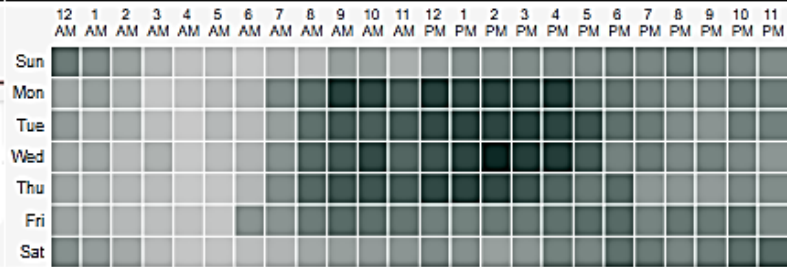 12 1 2 3 4 5 6 7 8 9 10 11 12 1 2 3 4 5 6 7 8 9 10 11
AM AM AM AM AM AM AM AM AM AM AM AM PM PM PM PM PM PM PM PM PM PM PM PM
Sun
Mon
Tue
Wed
Thu
Fri
Sat